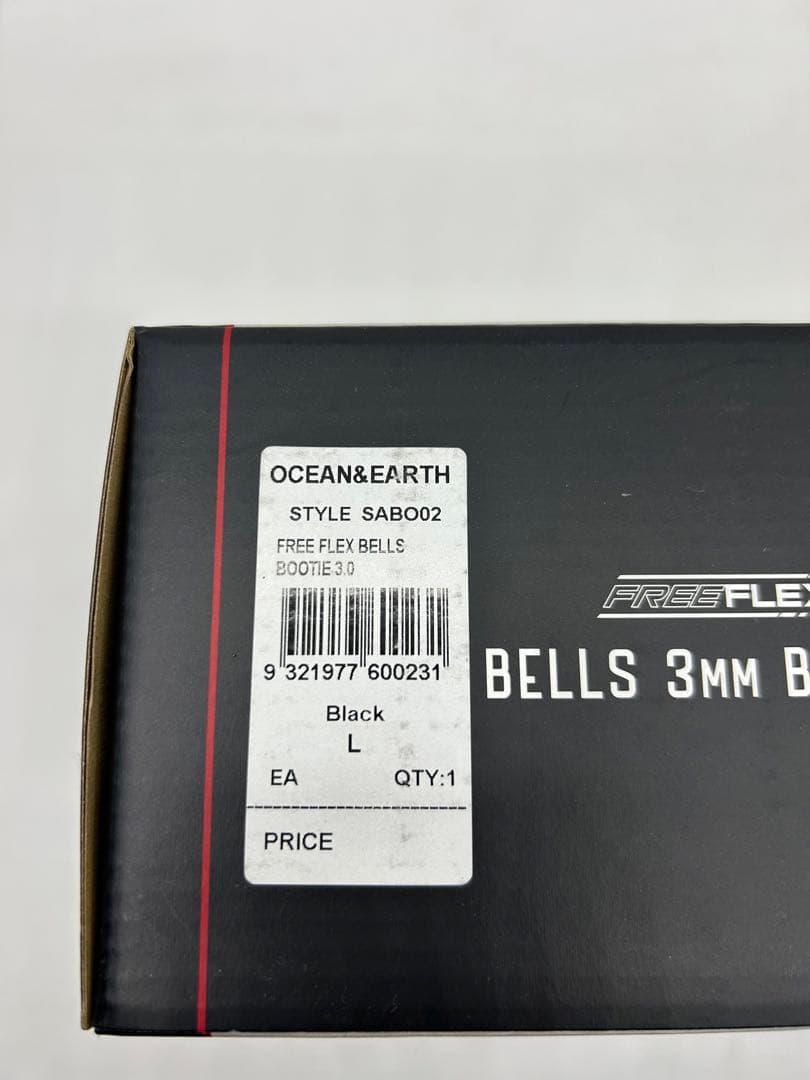 OCEAN&EARTH
STYLE SABO02
FREE FLEX BELLS
BOOTIE 3.0
9 321977 600231
Black
L
EA QTY:1
PRICE
FREEFLEX
BELLS 3MM B